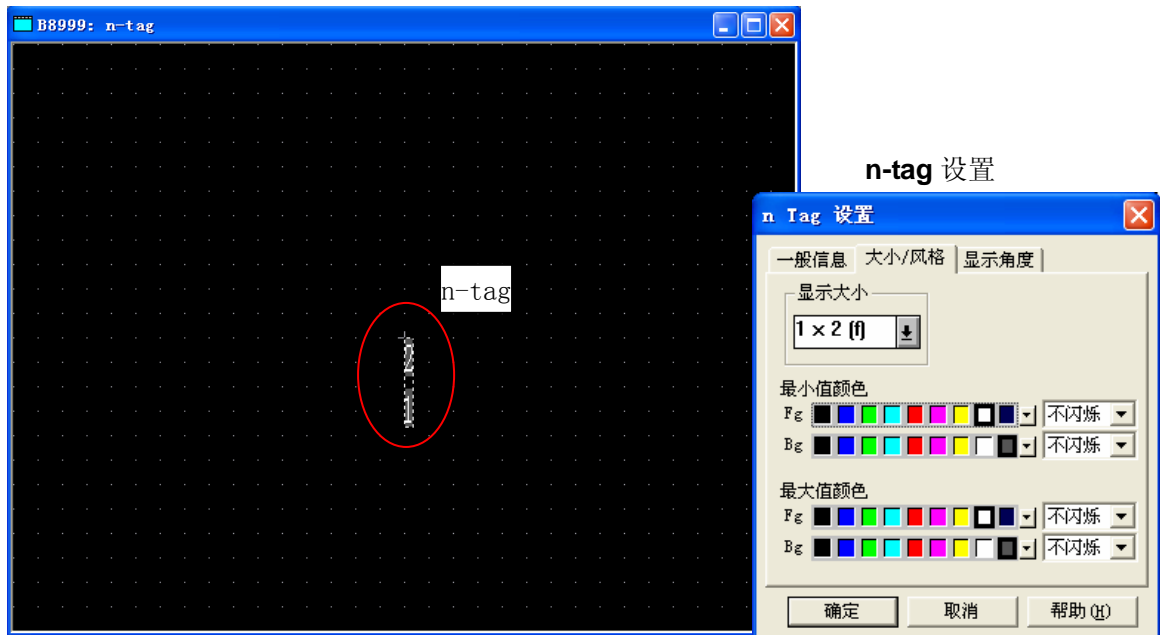 B8999: n-tag
n-tag
2
1
n-tag 设置
n Tag 设置
一般信息 大小/风格 显示角度
显示大小
1 × 2 (f)
最小值颜色
Fg 不闪烁
Bg 不闪烁
最大值颜色
Fg 不闪烁
Bg 不闪烁
确定 取消 帮助(H)